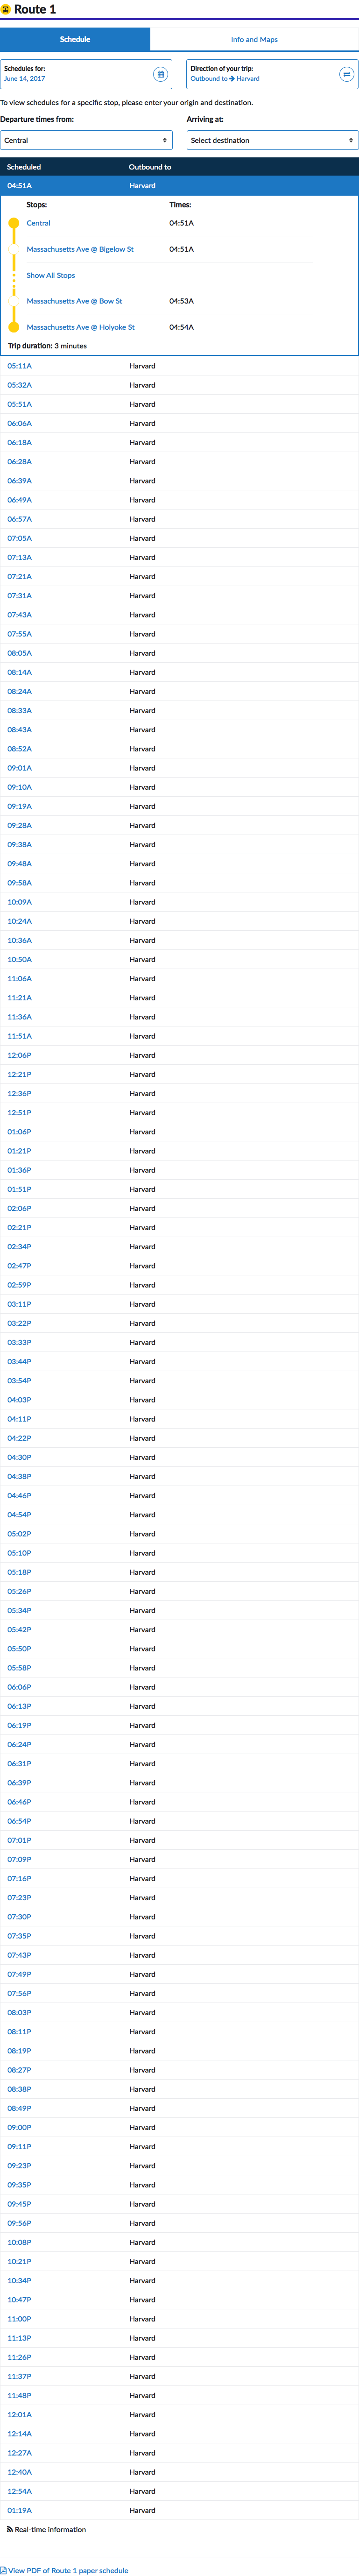 Route 1
Schedule Info and Maps
Schedules for: Direction of your trip:
June 14, 2017 Outbound to → Harvard
To view schedules for a specific stop, please enter your origin and destination.
Departure times from: Arriving at:
Central Select destination
Scheduled Outbound to
04:51A Harvard
Stops: Times:
Central 04:51A
Massachusetts Ave @ Bigelow St 04:51A
Show All Stops
Massachusetts Ave @ Bow St 04:53A
Massachusetts Ave @ Holyoke St 04:54A
Trip duration: 3 minutes
05:11A Harvard
05:32A Harvard
05:51A Harvard
06:06A Harvard
06:18A Harvard
06:28A Harvard
06:39A Harvard
06:49A Harvard
06:57A Harvard
07:05A Harvard
07:13A Harvard
07:21A Harvard
07:31A Harvard
07:43A Harvard
07:55A Harvard
08:05A Harvard
08:14A Harvard
08:24A Harvard
08:33A Harvard
08:43A Harvard
08:52A Harvard
09:01A Harvard
09:10A Harvard
09:19A Harvard
09:28A Harvard
09:38A Harvard
09:48A Harvard
09:58A Harvard
10:09A Harvard
10:24A Harvard
10:36A Harvard
10:50A Harvard
11:06A Harvard
11:21A Harvard
11:36A Harvard
11:51A Harvard
12:06P Harvard
12:21P Harvard
12:36P Harvard
12:51P Harvard
01:06P Harvard
01:21P Harvard
01:36P Harvard
01:51P Harvard
02:06P Harvard
02:21P Harvard
02:34P Harvard
02:47P Harvard
02:59P Harvard
03:11P Harvard
03:22P Harvard
03:33P Harvard
03:44P Harvard
03:54P Harvard
04:03P Harvard
04:11P Harvard
04:22P Harvard
04:30P Harvard
04:38P Harvard
04:46P Harvard
04:54P Harvard
05:02P Harvard
05:10P Harvard
05:18P Harvard
05:26P Harvard
05:34P Harvard
05:42P Harvard
05:50P Harvard
05:58P Harvard
06:06P Harvard
06:13P Harvard
06:19P Harvard
06:24P Harvard
06:31P Harvard
06:39P Harvard
06:46P Harvard
06:54P Harvard
07:01P Harvard
07:09P Harvard
07:16P Harvard
07:23P Harvard
07:30P Harvard
07:35P Harvard
07:43P Harvard
07:49P Harvard
07:56P Harvard
08:03P Harvard
08:11P Harvard
08:19P Harvard
08:27P Harvard
08:38P Harvard
08:49P Harvard
09:00P Harvard
09:11P Harvard
09:23P Harvard
09:35P Harvard
09:45P Harvard
09:56P Harvard
10:08P Harvard
10:21P Harvard
10:34P Harvard
10:47P Harvard
11:00P Harvard
11:13P Harvard
11:26P Harvard
11:37P Harvard
11:48P Harvard
12:01A Harvard
12:14A Harvard
12:27A Harvard
12:40A Harvard
12:54A Harvard
01:19A Harvard
Real-time information
View PDF of Route 1 paper schedule